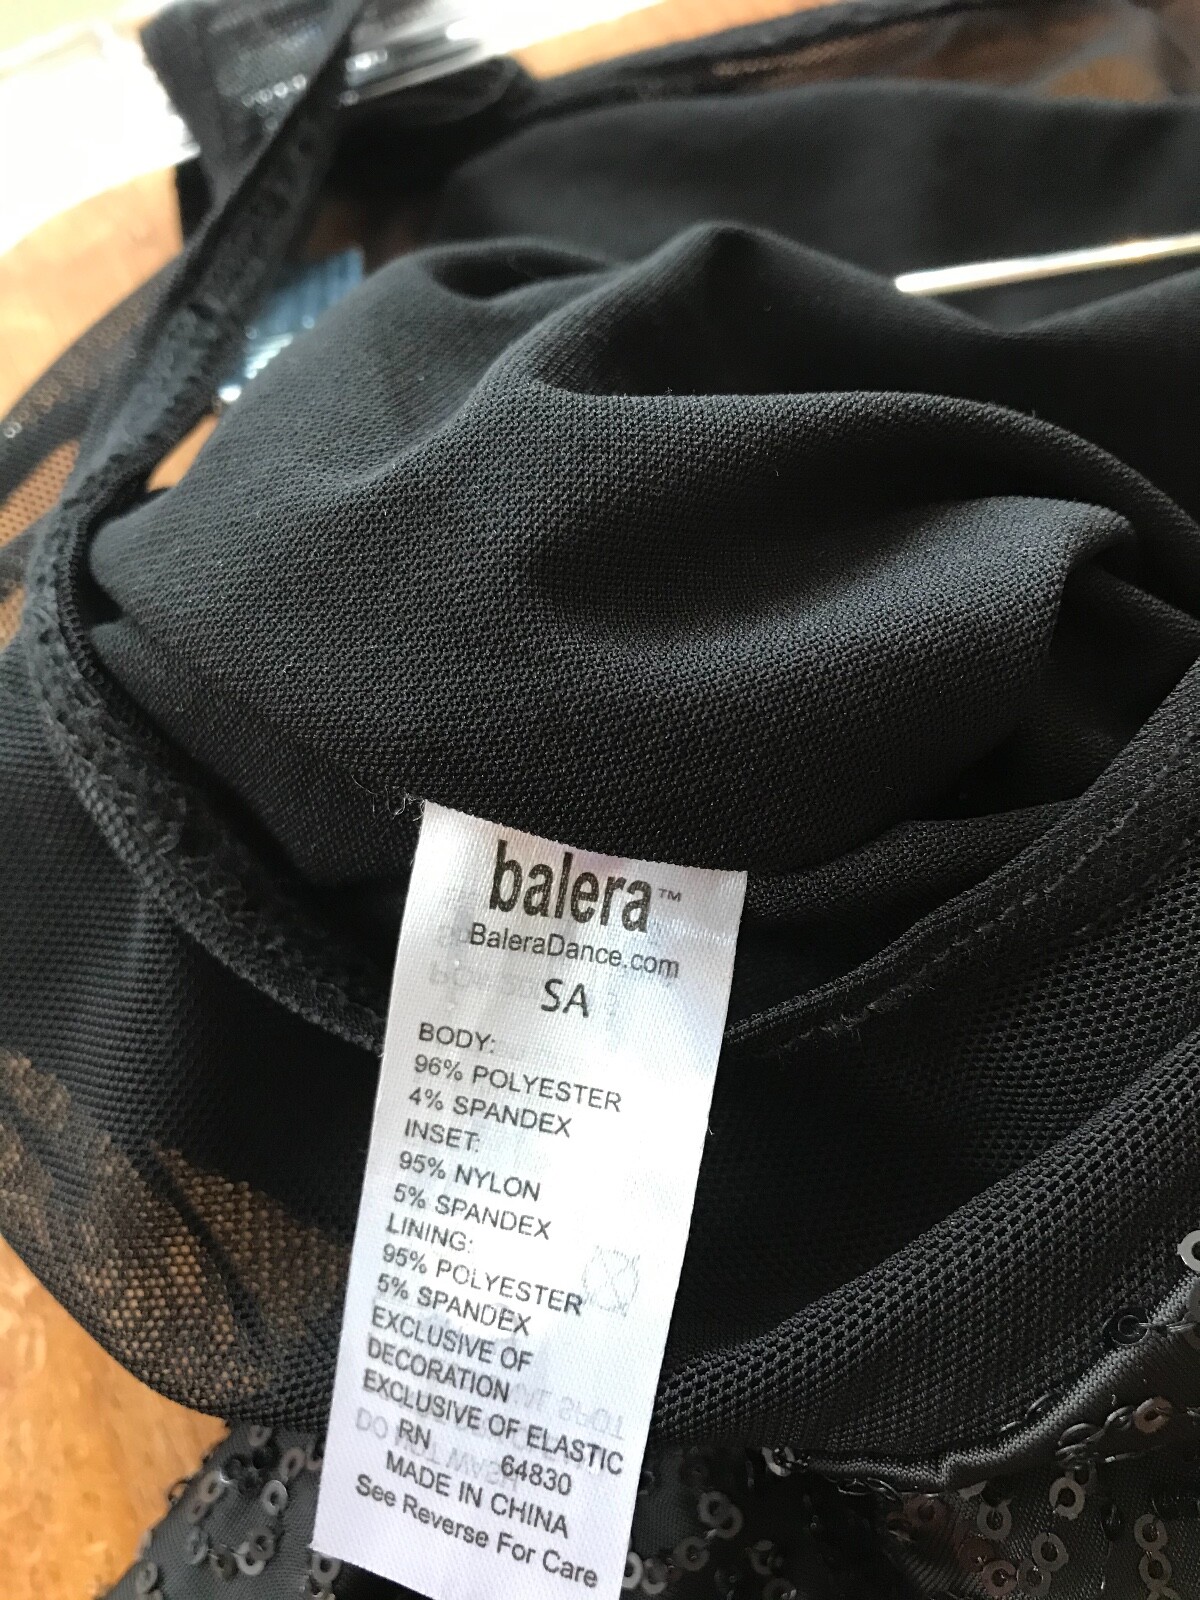 balera™
BaleraDance.com
SA
BODY:
96% POLYESTER
4% SPANDEX
INSET:
95% NYLON
5% SPANDEX
LINING:
95% POLYESTER
5% SPANDEX
EXCLUSIVE OF
DECORATION
EXCLUSIVE OF ELASTIC
RN 64830
MADE IN CHINA
See Reverse For Care